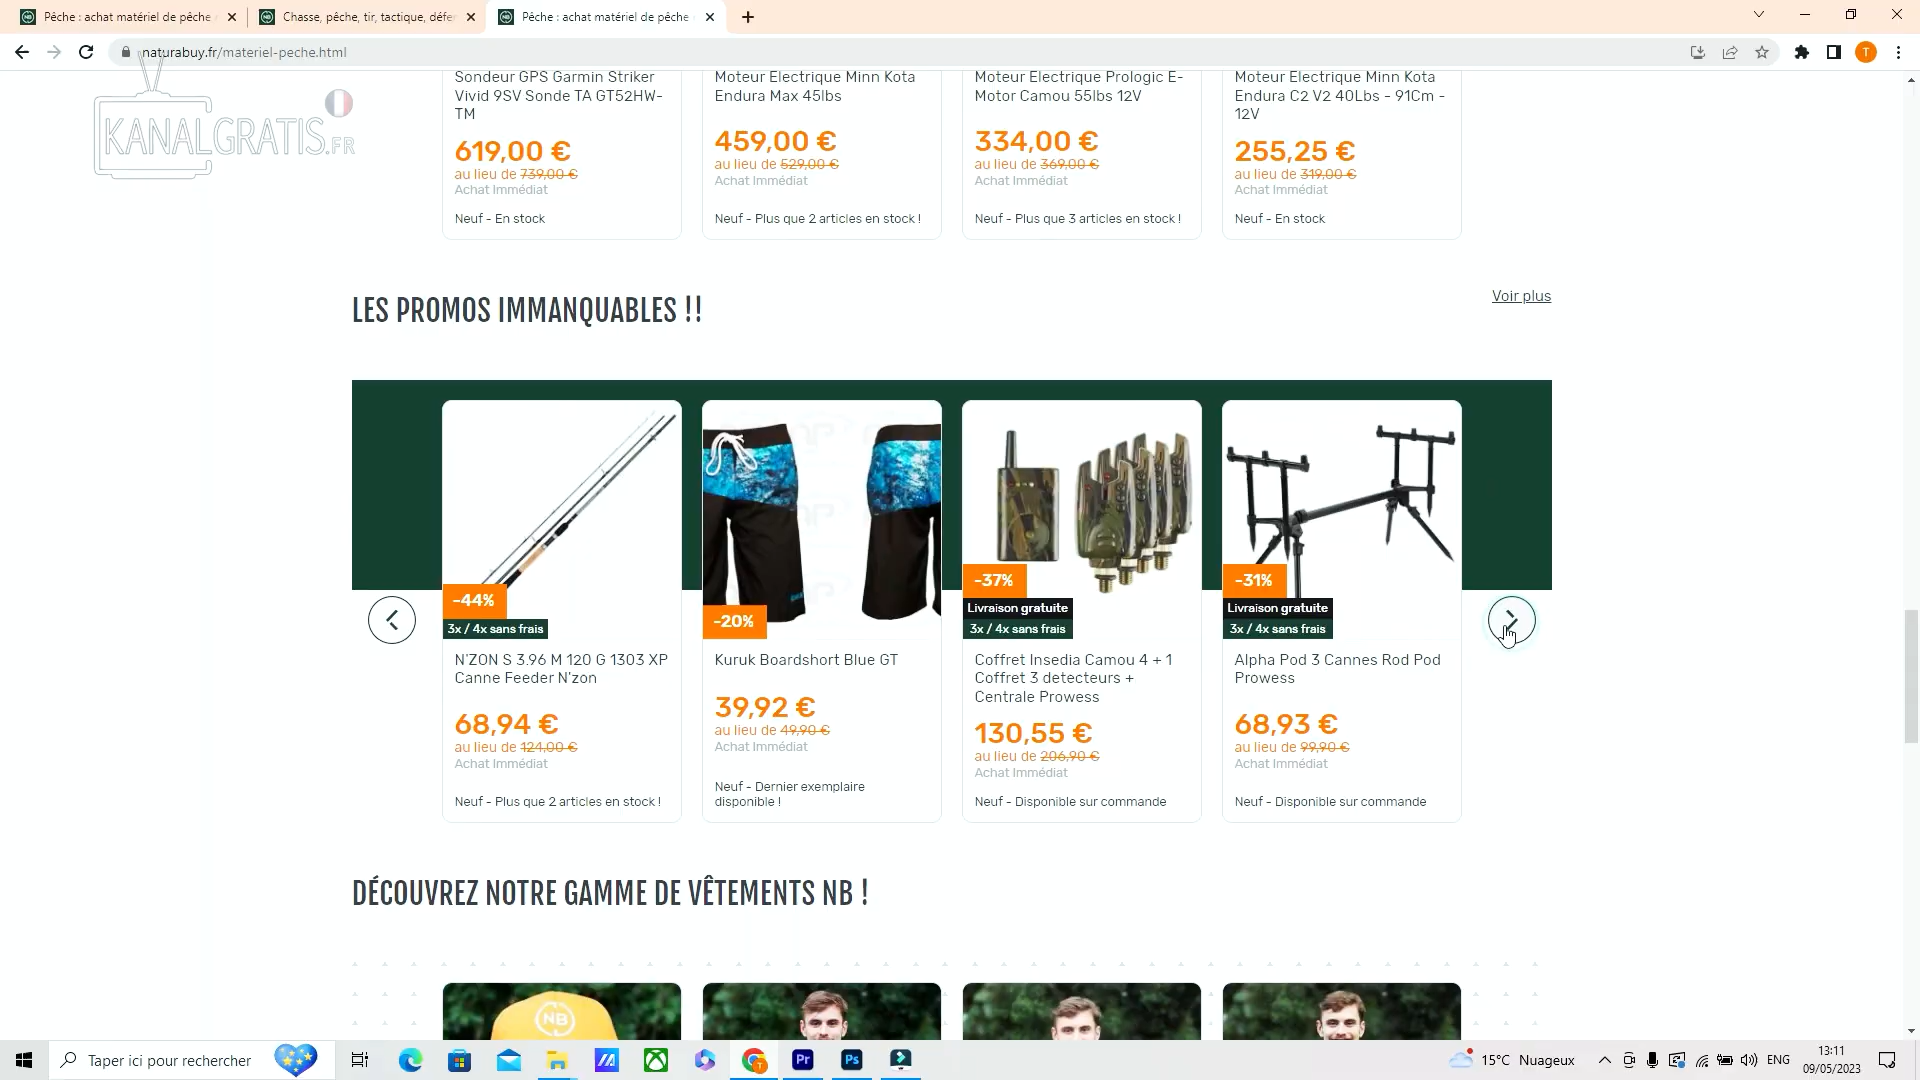 Pêche : achat matériel de pêche
Chasse, pêche, tir, tactique, défen
Pêche : achat matériel de pêche
naturabuy.fr/materiel-peche.html
T
KANALGRATIS.FR
Sondeur GPS Garmin Striker
Vivid 9SV Sonde TA GT52HW-
TM
619,00 €
au lieu de 739,00 €
Achat Immédiat
Neuf - En stock
Moteur Electrique Minn Kota
Endura Max 45lbs
459,00 €
au lieu de 529,00 €
Achat Immédiat
Neuf - Plus que 2 articles en stock !
Moteur Electrique Prologic E-
Motor Camou 55lbs 12V
334,00 €
au lieu de 369,00 €
Achat Immédiat
Neuf - Plus que 3 articles en stock !
Moteur Electrique Minn Kota
Endura C2 V2 40Lbs - 91Cm -
12V
255,25 €
au lieu de 319,00 €
Achat Immédiat
Neuf - En stock
LES PROMOS IMMANQUABLES !!
Voir plus
-44%
3x / 4x sans frais
N'ZON S 3.96 M 120 G 1303 XP
Canne Feeder N'zon
68,94 €
au lieu de 124,00 €
Achat Immédiat
Neuf - Plus que 2 articles en stock !
-20%
Kuruk Boardshort Blue GT
39,92 €
au lieu de 49,90 €
Achat Immédiat
Neuf - Dernier exemplaire
disponible !
-37%
Livraison gratuite
3x / 4x sans frais
Coffret Insedia Camou 4 + 1
Coffret 3 detecteurs +
Centrale Prowess
130,55 €
au lieu de 206,90 €
Achat Immédiat
Neuf - Disponible sur commande
-31%
Livraison gratuite
3x / 4x sans frais
Alpha Pod 3 Cannes Rod Pod
Prowess
68,93 €
au lieu de 99,90 €
Achat Immédiat
Neuf - Disponible sur commande
DÉCOUVREZ NOTRE GAMME DE VÊTEMENTS NB !
NB
Taper ici pour rechercher
Pr
Ps
15°C Nuageux
ENG
13:11
09/05/2023